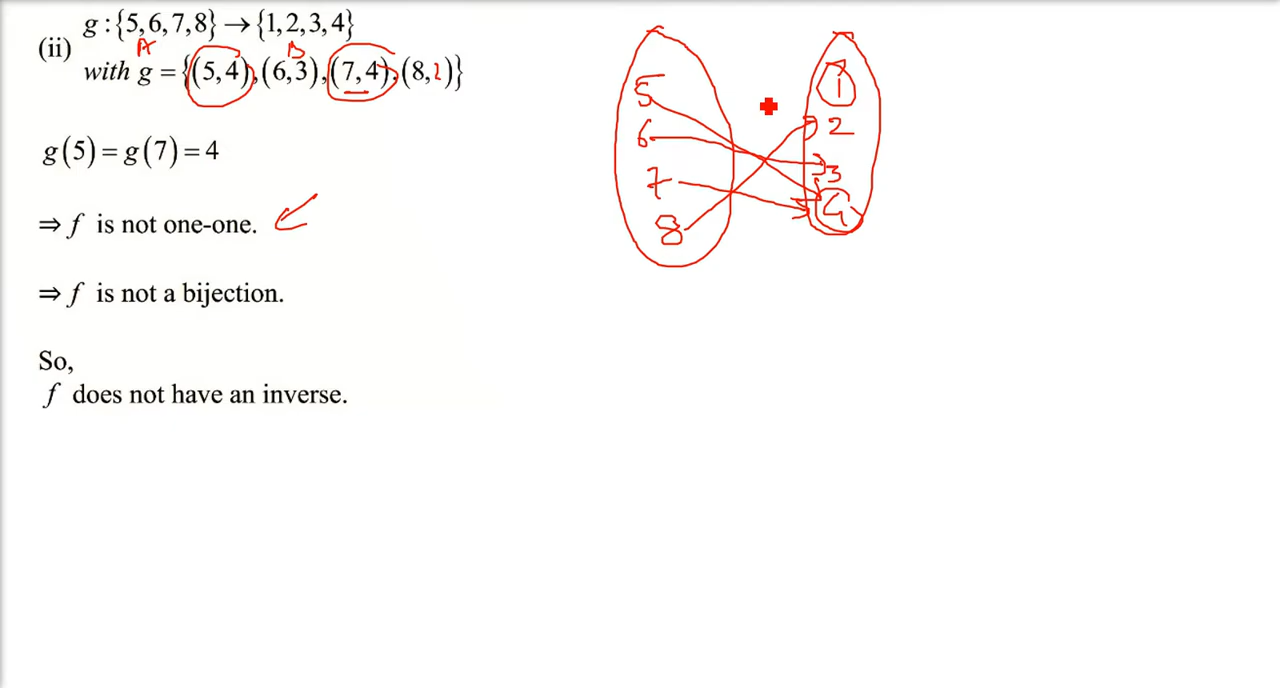 g : {5,6,7,8} → {1,2,3,4}
(ii)
A B
with g = {(5,4),(6,3),(7,4),(8,2)}
g(5) = g(7) = 4
⇒ f is not one-one.
⇒ f is not a bijection.
So,
f does not have an inverse.
5
6
7
8
1
2
3
4